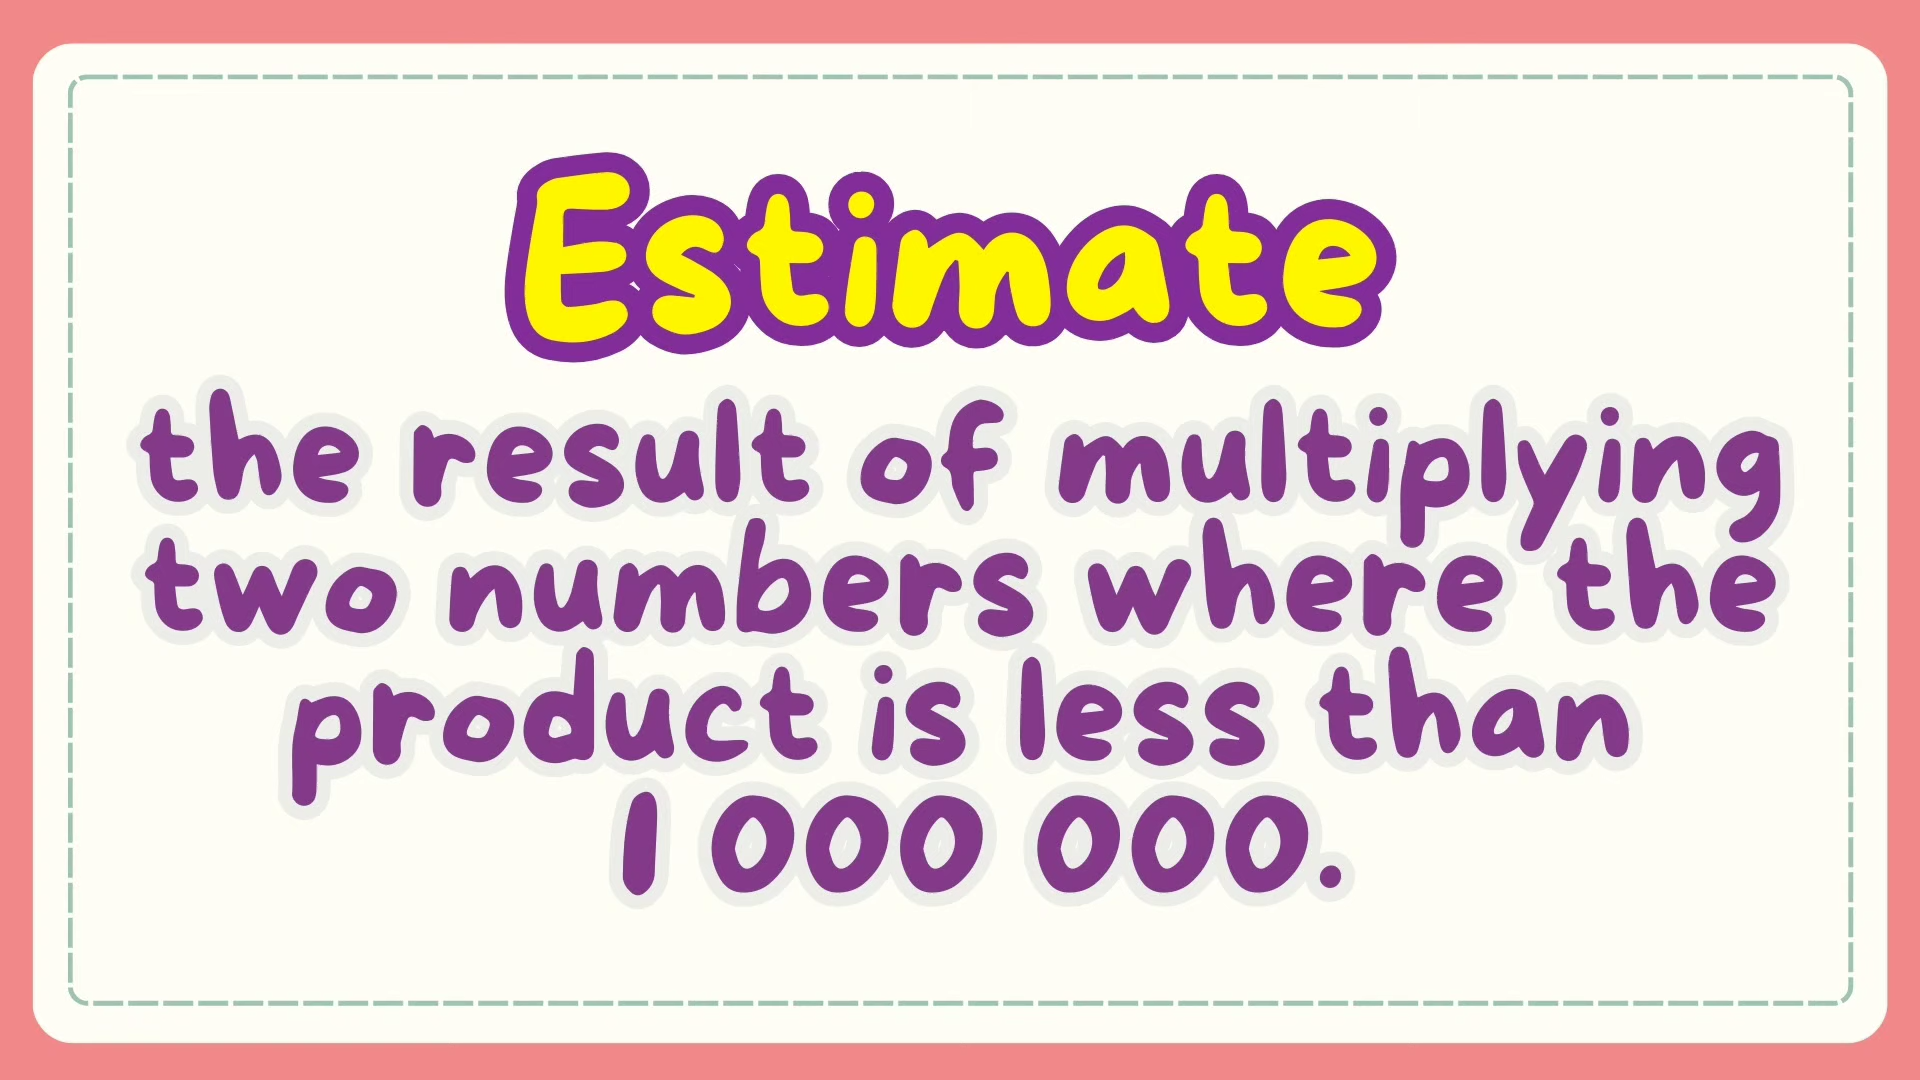 Estimate
the result of multiplying
two numbers where the
product is less than
1 000 000.